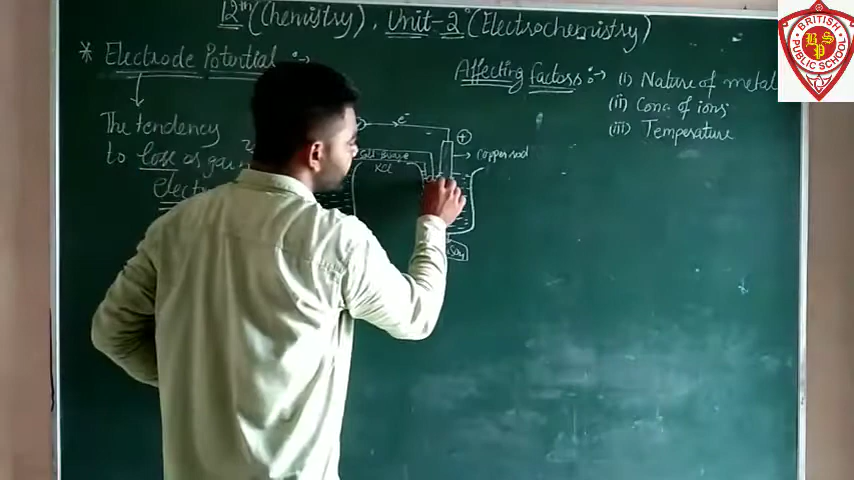 12th (Chemistry), Unit-2 (Electrochemistry)
* Electrode Potential :→
The tendency
to lose or gain
Affecting factors :→ (i) Nature of metal
(ii) Conc of ions
(iii) Temperature
e⁻
+
→ copper rod
Salt Bridge
KCl
BRITISH
BPS
PUBLIC SCHOOL